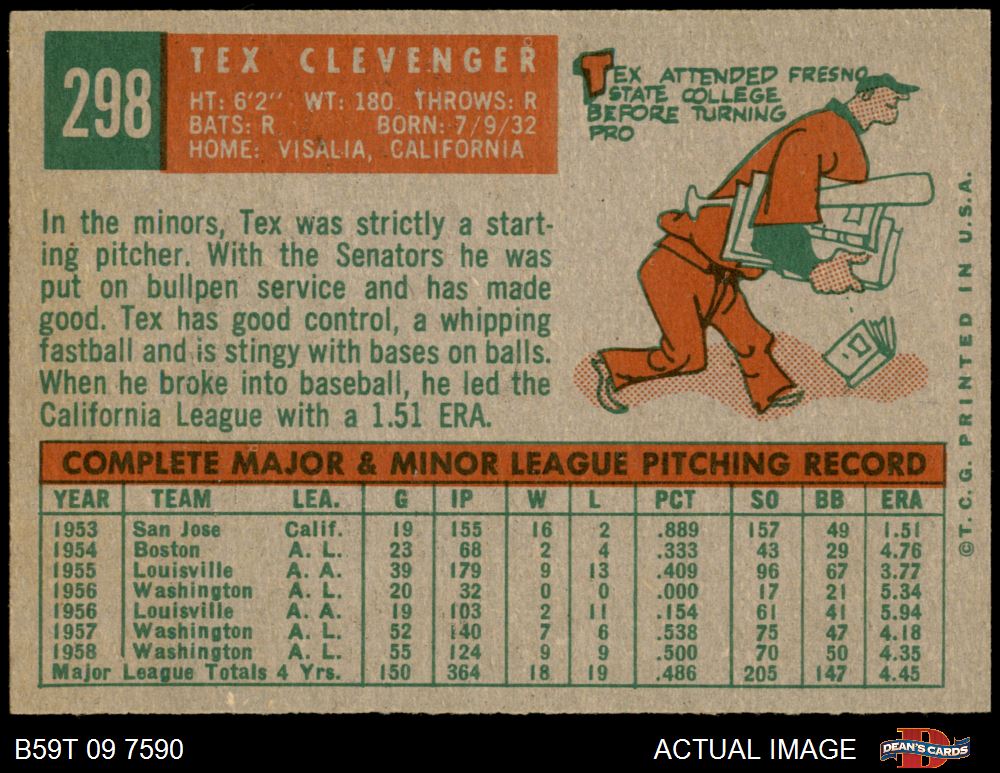 298
TEX CLEVENGER
HT: 6'2" WT: 180 THROWS: R
BATS: R BORN: 7/9/32
HOME: VISALIA, CALIFORNIA
TEX ATTENDED FRESNO
STATE COLLEGE
BEFORE TURNING
PRO
In the minors, Tex was strictly a start-
ing pitcher. With the Senators he was
put on bullpen service and has made
good. Tex has good control, a whipping
fastball and is stingy with bases on balls.
When he broke into baseball, he led the
California League with a 1.51 ERA.
COMPLETE MAJOR & MINOR LEAGUE PITCHING RECORD
YEAR TEAM LEA. G IP W L PCT SO BB ERA
1953 San Jose Calif. 19 155 16 2 .889 157 49 1.51
1954 Boston A. L. 23 68 2 4 .333 43 29 4.76
1955 Louisville A. A. 39 179 9 13 .409 96 67 3.77
1956 Washington A. L. 20 32 0 0 .000 17 21 5.34
1956 Louisville A. A. 19 103 2 11 .154 61 41 5.94
1957 Washington A. L. 52 140 7 6 .538 75 47 4.18
1958 Washington A. L. 55 124 9 9 .500 70 50 4.35
Major League Totals 4 Yrs. 150 364 18 19 .486 205 147 4.45
©T. C. G. PRINTED IN U.S.A.
B59T 09 7590 ACTUAL IMAGE DEAN'S CARDS